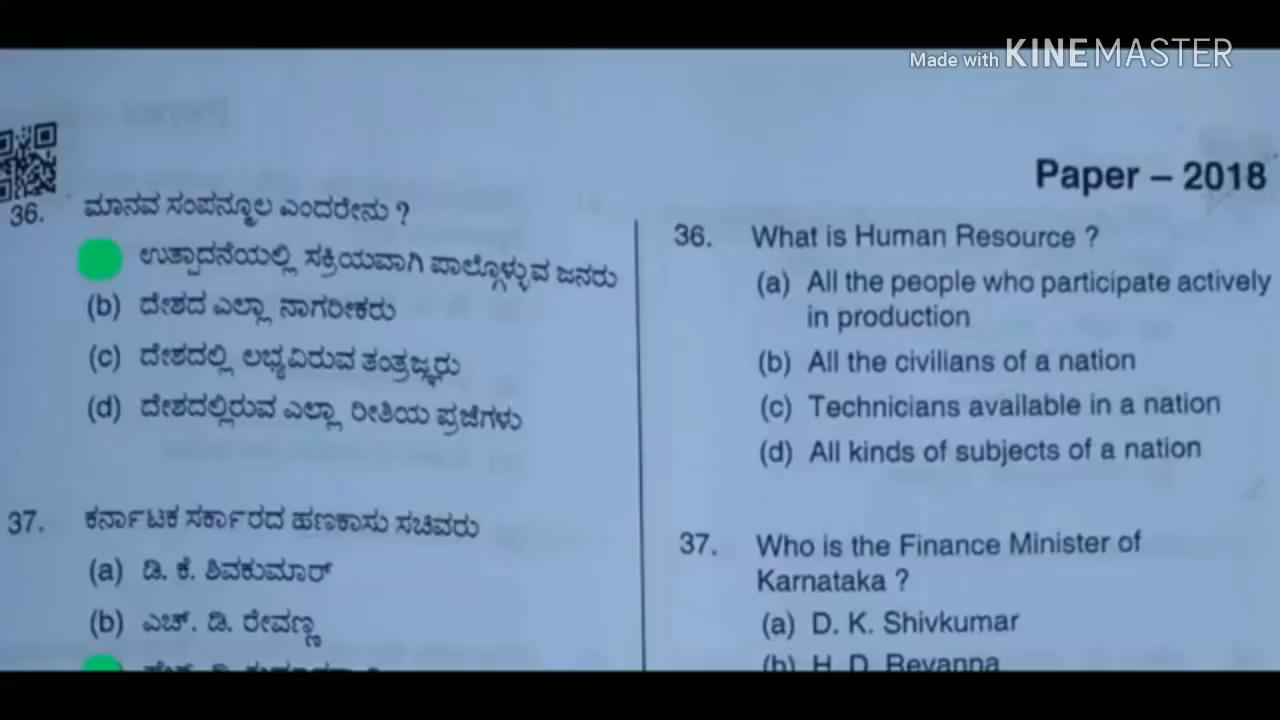 Made with KINEMASTER
Paper – 2018
36. ಮಾನವ ಸಂಪನ್ಮೂಲ ಎಂದರೇನು ?
ಉತ್ಪಾದನೆಯಲ್ಲಿ ಸಕ್ರಿಯವಾಗಿ ಪಾಲ್ಗೊಳ್ಳುವ ಜನರು
(b) ದೇಶದ ಎಲ್ಲಾ ನಾಗರೀಕರು
(c) ದೇಶದಲ್ಲಿ ಲಭ್ಯವಿರುವ ತಂತ್ರಜ್ಞರು
(d) ದೇಶದಲ್ಲಿರುವ ಎಲ್ಲಾ ರೀತಿಯ ಪ್ರಜೆಗಳು
37. ಕರ್ನಾಟಕ ಸರ್ಕಾರದ ಹಣಕಾಸು ಸಚಿವರು
(a) ಡಿ. ಕೆ. ಶಿವಕುಮಾರ್
(b) ಎಚ್. ಡಿ. ರೇವಣ್ಣ
36. What is Human Resource ?
(a) All the people who participate actively
in production
(b) All the civilians of a nation
(c) Technicians available in a nation
(d) All kinds of subjects of a nation
37. Who is the Finance Minister of
Karnataka ?
(a) D. K. Shivkumar
(b) H. D. Revanna